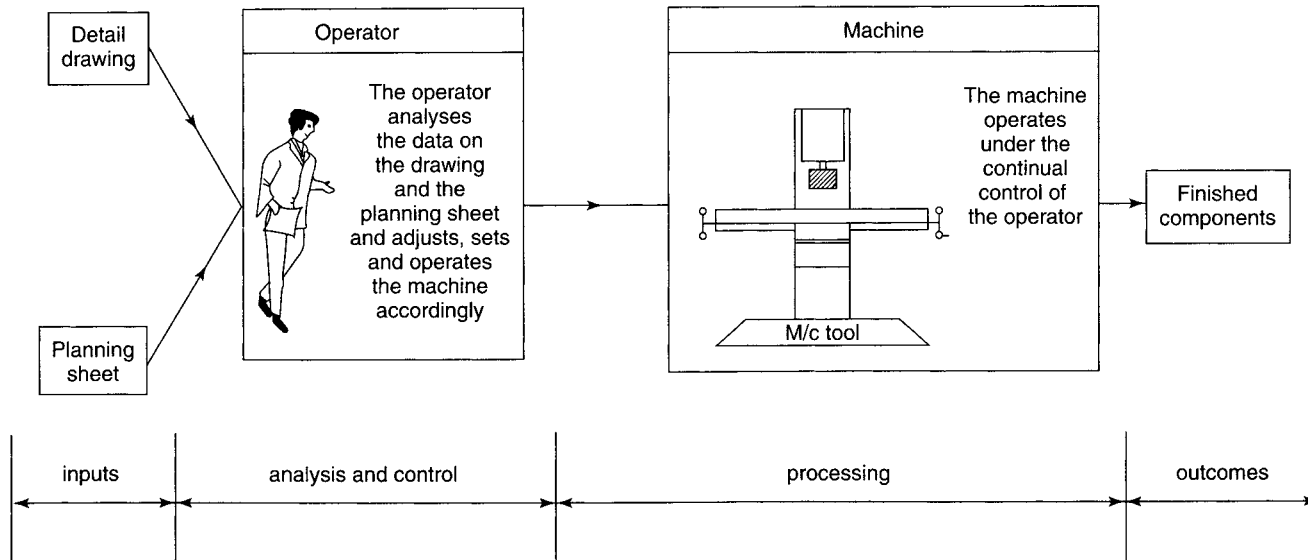 Detail
drawing
Planning
sheet
Operator
The operator
analyses
the data on
the drawing
and the
planning sheet
and adjusts, sets
and operates
the machine
accordingly
Machine
M/c tool
The machine
operates
under the
continual
control of
the operator
Finished
components
inputs
analysis and control
processing
outcomes